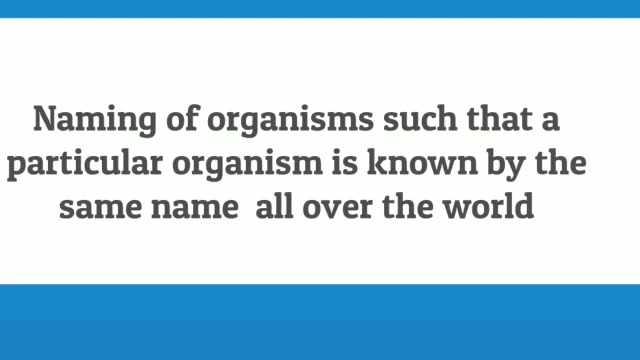 Naming of organisms such that a
particular organism is known by the
same name  all over the world